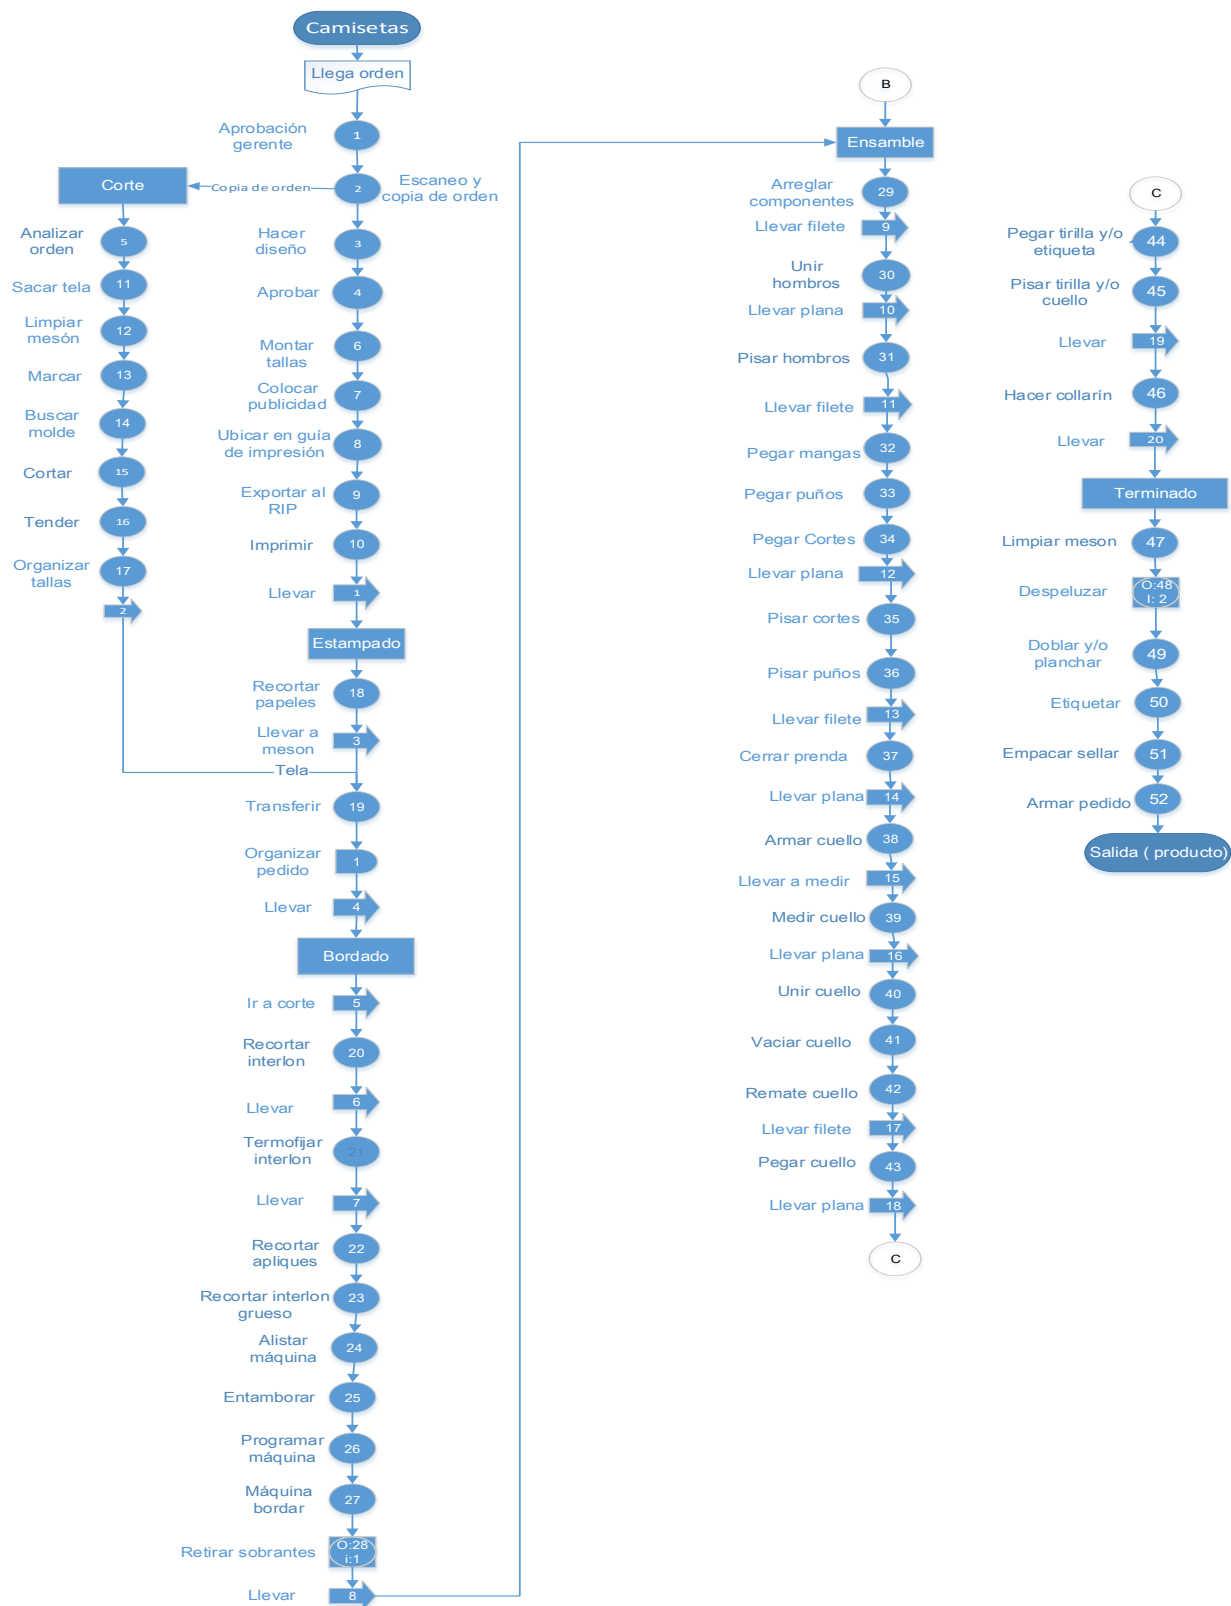 Camisetas
Llega orden
Aprobación
gerente
1
Corte
Copia de orden
2
Escaneo y
copia de orden
Analizar
orden
5
Sacar tela
11
Limpiar
mesón
12
Marcar
13
Buscar
molde
14
Cortar
15
Tender
16
Organizar
tallas
17
2
Hacer
diseño
3
Aprobar
4
Montar
tallas
6
Colocar
publicidad
7
Ubicar en guía
de impresión
8
Exportar al
RIP
9
Imprimir
10
Llevar
1
Estampado
Recortar
papeles
18
Llevar a
meson
3
Tela
Transferir
19
Organizar
pedido
1
Llevar
4
Bordado
Ir a corte
5
Recortar
interlon
20
Llevar
6
Termofijar
interlon
21
Llevar
7
Recortar
apliques
22
Recortar interlon
grueso
23
Alistar
máquina
24
Entamborar
25
Programar
máquina
26
Máquina
bordar
27
Retirar sobrantes
O:28
i:1
Llevar
8
B
Ensamble
Arreglar
componentes
29
Llevar filete
9
Unir
hombros
30
Llevar plana
10
Pisar hombros
31
Llevar filete
11
Pegar mangas
32
Pegar puños
33
Pegar Cortes
34
Llevar plana
12
Pisar cortes
35
Pisar puños
36
Llevar filete
13
Cerrar prenda
37
Llevar plana
14
Armar cuello
38
Llevar a medir
15
Medir cuello
39
Llevar plana
16
Unir cuello
40
Vaciar cuello
41
Remate cuello
42
Llevar filete
17
Pegar cuello
43
Llevar plana
18
C
C
Pegar tirilla y/o
etiqueta
44
Pisar tirilla y/o
cuello
45
Llevar
19
Hacer collarín
46
Llevar
20
Terminado
Limpiar meson
47
Despeluzar
O:48
I: 2
Doblar y/o
planchar
49
Etiquetar
50
Empacar sellar
51
Armar pedido
52
Salida ( producto)